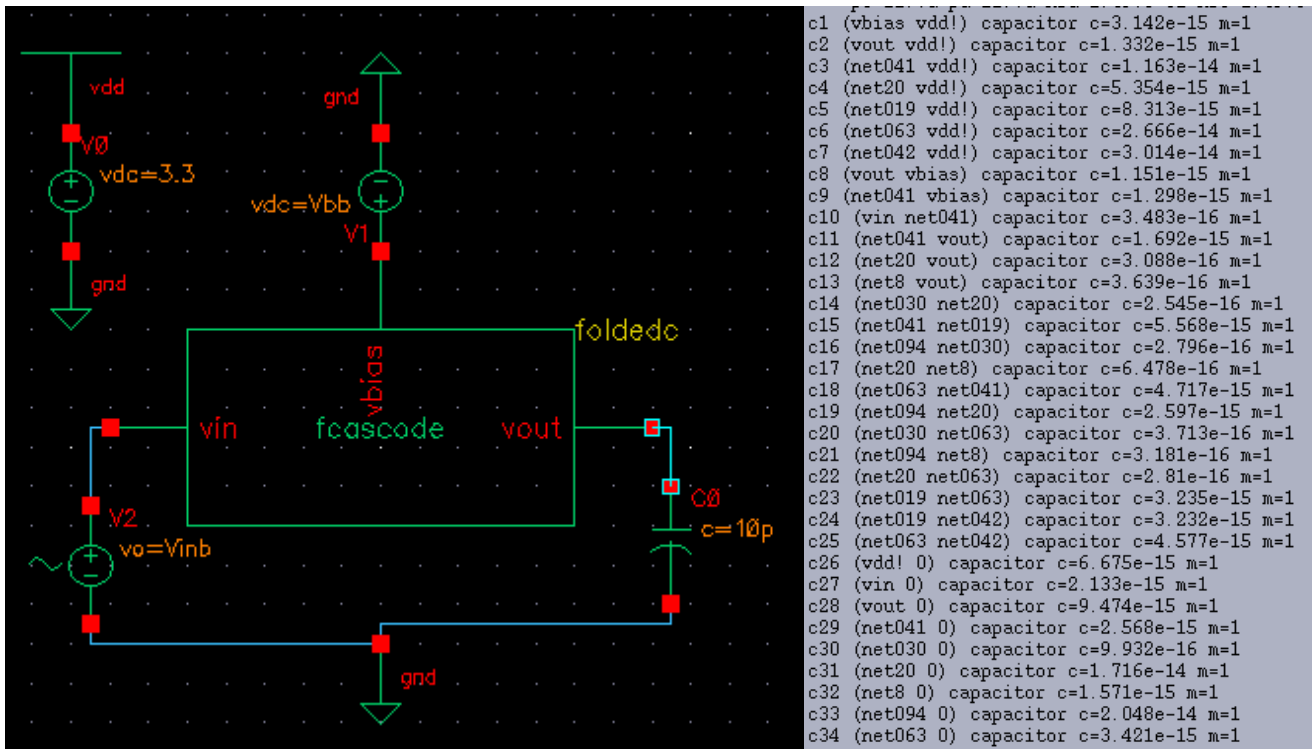 vdd
V0
vdc=3.3
gnd
gnd
vdc=Vbb
V1
foldedc
vbias
vin
fcascode
vout
V2
vo=Vinb
C0
c=10p
gnd
c1 (vbias vdd!) capacitor c=3.142e-15 m=1
c2 (vout vdd!) capacitor c=1.332e-15 m=1
c3 (net041 vdd!) capacitor c=1.163e-14 m=1
c4 (net20 vdd!) capacitor c=5.354e-15 m=1
c5 (net019 vdd!) capacitor c=8.313e-15 m=1
c6 (net063 vdd!) capacitor c=2.666e-14 m=1
c7 (net042 vdd!) capacitor c=3.014e-14 m=1
c8 (vout vbias) capacitor c=1.151e-15 m=1
c9 (net041 vbias) capacitor c=1.298e-15 m=1
c10 (vin net041) capacitor c=3.483e-16 m=1
c11 (net041 vout) capacitor c=1.692e-15 m=1
c12 (net20 vout) capacitor c=3.088e-16 m=1
c13 (net8 vout) capacitor c=3.639e-16 m=1
c14 (net030 net20) capacitor c=2.545e-16 m=1
c15 (net041 net019) capacitor c=5.568e-15 m=1
c16 (net094 net030) capacitor c=2.796e-16 m=1
c17 (net20 net8) capacitor c=6.478e-16 m=1
c18 (net063 net041) capacitor c=4.717e-15 m=1
c19 (net094 net20) capacitor c=2.597e-15 m=1
c20 (net030 net063) capacitor c=3.713e-16 m=1
c21 (net094 net8) capacitor c=3.181e-16 m=1
c22 (net20 net063) capacitor c=2.81e-16 m=1
c23 (net019 net063) capacitor c=3.235e-15 m=1
c24 (net019 net042) capacitor c=3.232e-15 m=1
c25 (net063 net042) capacitor c=4.577e-15 m=1
c26 (vdd! 0) capacitor c=6.675e-15 m=1
c27 (vin 0) capacitor c=2.133e-15 m=1
c28 (vout 0) capacitor c=9.474e-15 m=1
c29 (net041 0) capacitor c=2.568e-15 m=1
c30 (net030 0) capacitor c=9.932e-16 m=1
c31 (net20 0) capacitor c=1.716e-14 m=1
c32 (net8 0) capacitor c=1.571e-15 m=1
c33 (net094 0) capacitor c=2.048e-14 m=1
c34 (net063 0) capacitor c=3.421e-15 m=1